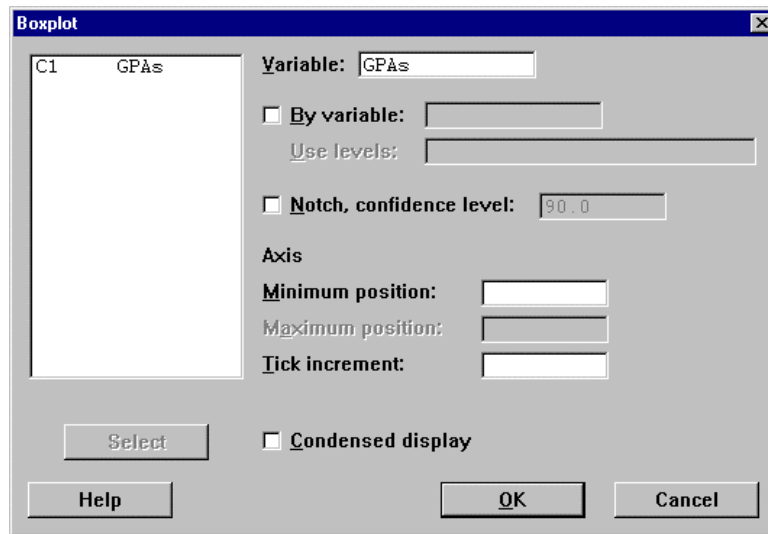 Boxplot
C1 GPAs
Variable: GPAs
By variable:
Use levels:
Notch, confidence level: 90.0
Axis
Minimum position:
Maximum position:
Tick increment:
Select
Condensed display
Help
OK
Cancel